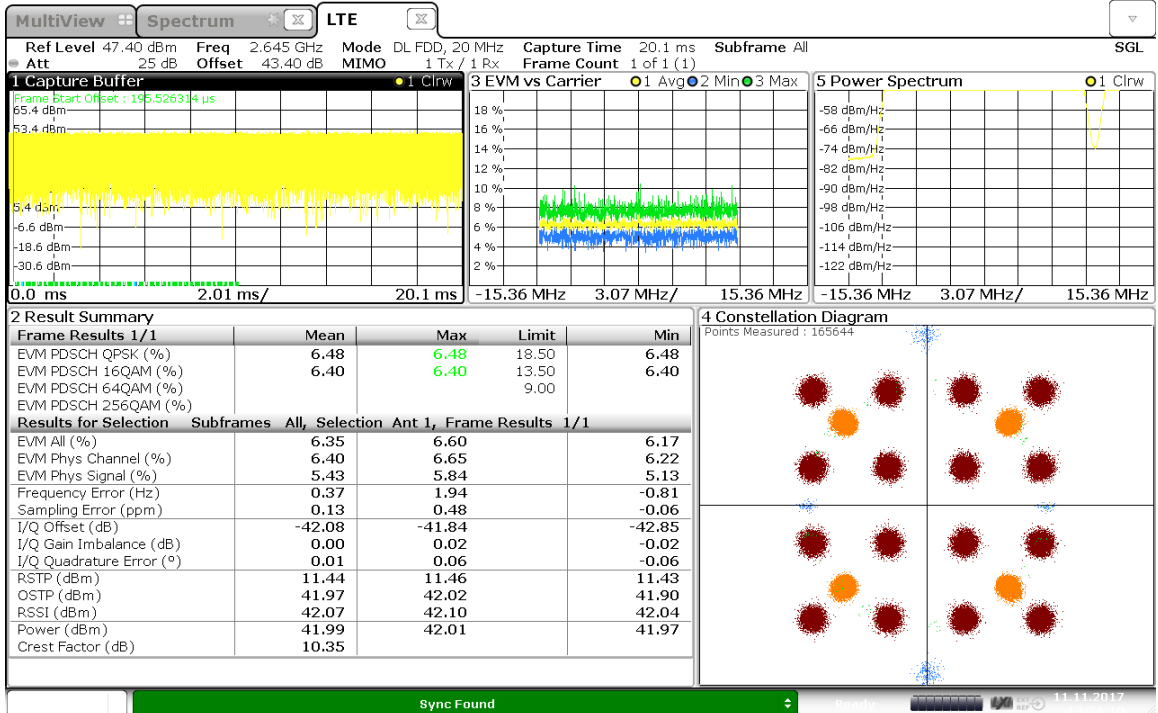 MultiView Spectrum LTE
Ref Level 47.40 dBm Freq 2.645 GHz Mode DL FDD, 20 MHz Capture Time 20.1 ms Subframe All SGL
Att 25 dB Offset 43.40 dB MIMO 1 Tx / 1 Rx Frame Count 1 of 1 (1)
1 Capture Buffer 1 Clrw
Frame Start Offset : 195.526314 µs
65.4 dBm
53.4 dBm
5.4 dBm
-6.6 dBm
-18.6 dBm
-30.6 dBm
0.0 ms 2.01 ms/ 20.1 ms
3 EVM vs Carrier 1 Avg 2 Min 3 Max
18 %
16 %
14 %
12 %
10 %
8 %
6 %
4 %
2 %
-15.36 MHz 3.07 MHz/ 15.36 MHz
5 Power Spectrum 1 Clrw
-58 dBm/Hz
-66 dBm/Hz
-74 dBm/Hz
-82 dBm/Hz
-90 dBm/Hz
-98 dBm/Hz
-106 dBm/Hz
-114 dBm/Hz
-122 dBm/Hz
-15.36 MHz 3.07 MHz/ 15.36 MHz
2 Result Summary
Frame Results 1/1 Mean Max Limit Min
EVM PDSCH QPSK (%) 6.48 6.48 18.50 6.48
EVM PDSCH 16QAM (%) 6.40 6.40 13.50 6.40
EVM PDSCH 64QAM (%) 9.00
EVM PDSCH 256QAM (%)
Results for Selection Subframes All, Selection Ant 1, Frame Results 1/1
EVM All (%) 6.35 6.60 6.17
EVM Phys Channel (%) 6.40 6.65 6.22
EVM Phys Signal (%) 5.43 5.84 5.13
Frequency Error (Hz) 0.37 1.94 -0.81
Sampling Error (ppm) 0.13 0.48 -0.06
I/Q Offset (dB) -42.08 -41.84 -42.85
I/Q Gain Imbalance (dB) 0.00 0.02 -0.02
I/Q Quadrature Error (°) 0.01 0.06 -0.06
RSTP (dBm) 11.44 11.46 11.43
OSTP (dBm) 41.97 42.02 41.90
RSSI (dBm) 42.07 42.10 42.04
Power (dBm) 41.99 42.01 41.97
Crest Factor (dB) 10.35
4 Constellation Diagram
Points Measured : 165644
Sync Found
Ready
LXI
EXT
REF
11.11.2017